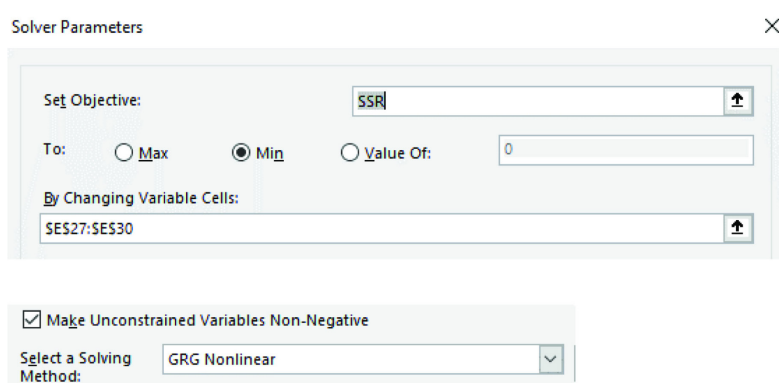 Solver Parameters
Set Objective: SSR
To: Max Min Value Of: 0
By Changing Variable Cells:
$E$27:$E$30
Make Unconstrained Variables Non-Negative
Select a Solving GRG Nonlinear
Method: